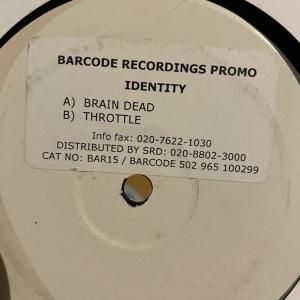 BARCODE RECORDINGS PROMO
IDENTITY
A) BRAIN DEAD
B) THROTTLE
Info fax: 020-7622-1030
DISTRIBUTED BY SRD: 020-8802-3000
CAT NO: BAR15 / BARCODE 502 965 100299